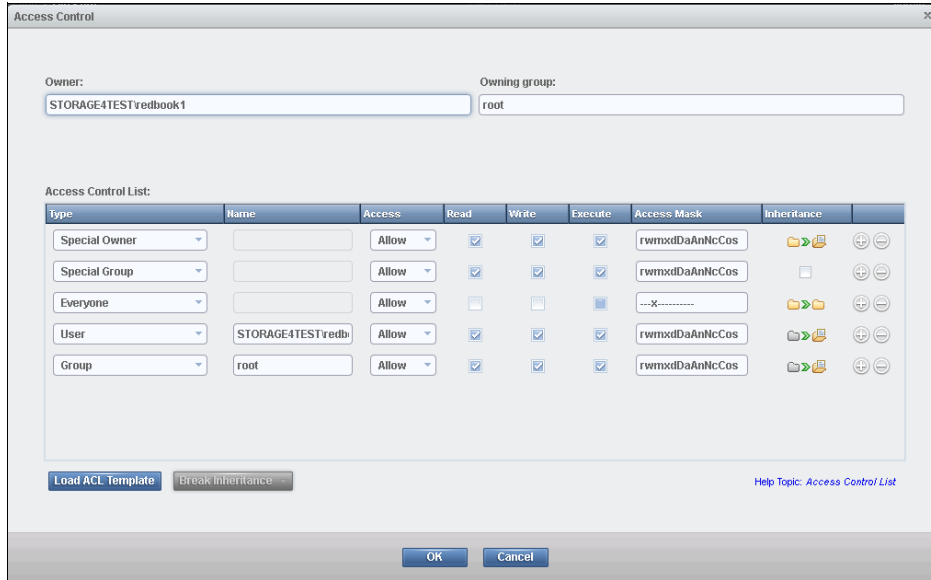 Access Control
x
Owner:
Owning group:
STORAGE4TEST\redbook1
root
Access Control List:
Type Name Access Read Write Execute Access Mask Inheritance
Special Owner Allow rwmxdDaAnNcCos
Special Group Allow rwmxdDaAnNcCos
Everyone Allow ---x----------
User STORAGE4TEST\redb Allow rwmxdDaAnNcCos
Group root Allow rwmxdDaAnNcCos
Load ACL Template Break Inheritance
Help Topic: Access Control List
OK Cancel